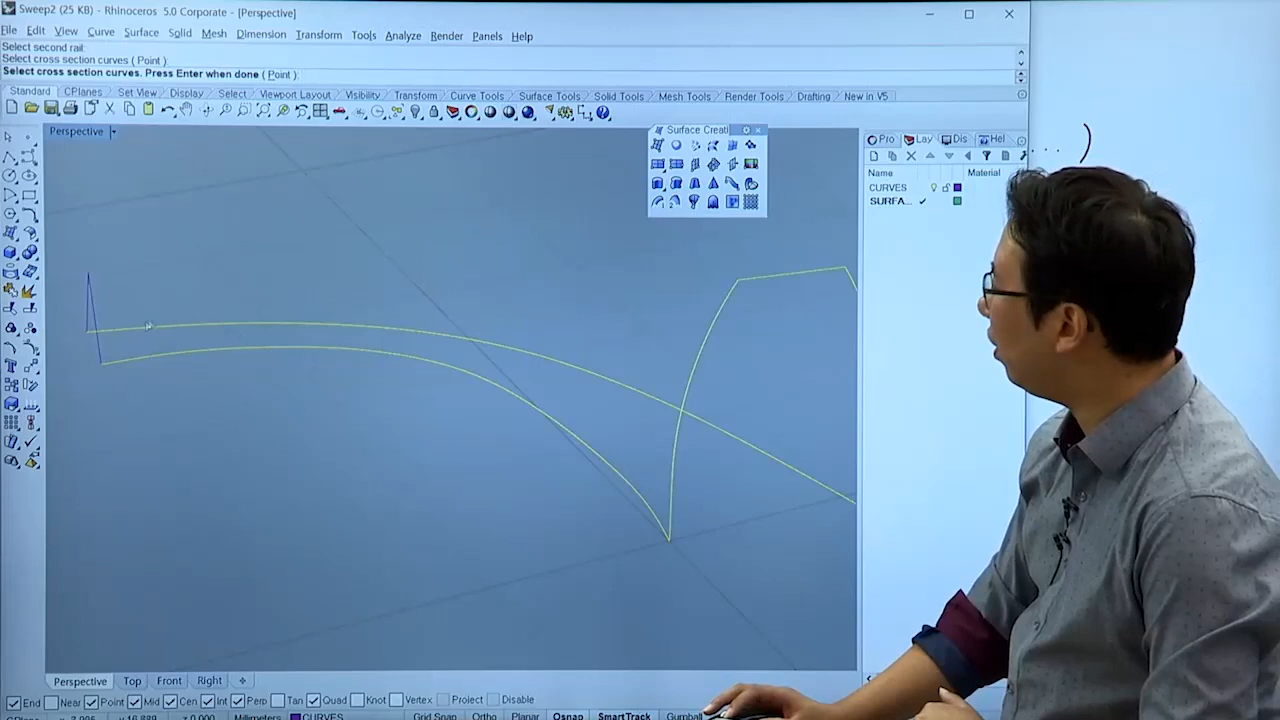 Sweep2 (25 KB) - Rhinoceros 5.0 Corporate - [Perspective]
File Edit View Curve Surface Solid Mesh Dimension Transform Tools Analyze Render Panels Help
Select second rail:
Select cross section curves ( Point ):
Select cross section curves. Press Enter when done ( Point ):
Standard CPlanes Set View Display Select Viewport Layout Visibility Transform Curve Tools Surface Tools Solid Tools Mesh Tools Render Tools Drafting New in V5
Perspective
Surface Creati
Pro Lay Dis Hel
Name Material
CURVES
SURFA...
Perspective Top Front Right
End Near Point Mid Cen Int Perp Tan Quad Knot Vertex Project Disable
Millimeters CURVES Grid Snap Ortho Planar Osnap SmartTrack Gumball